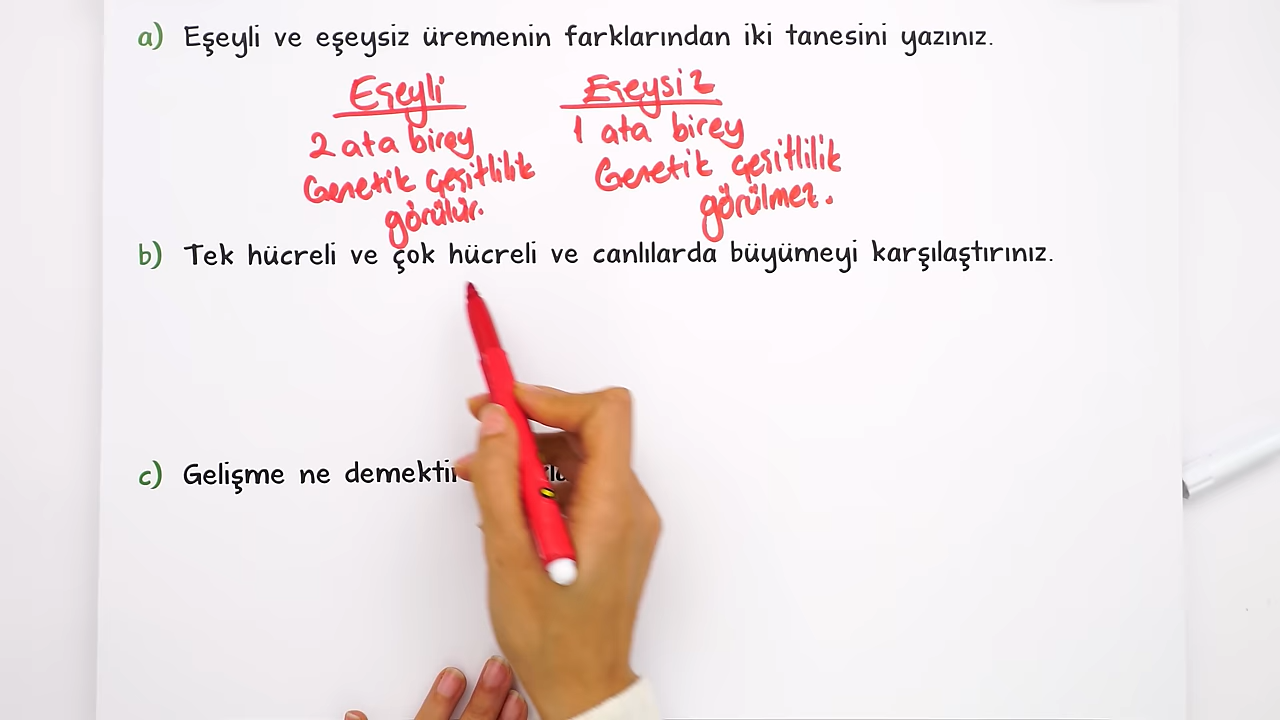 a) Eşeyli ve eşeysiz üremenin farklarından iki tanesini yazınız.
Eşeyli Eşeysiz
2 ata birey 1 ata birey
Genetik çeşitlilik Genetik çeşitlilik
görülür. görülmez.
b) Tek hücreli ve çok hücreli ve canlılarda büyümeyi karşılaştırınız.
c) Gelişme ne demektir